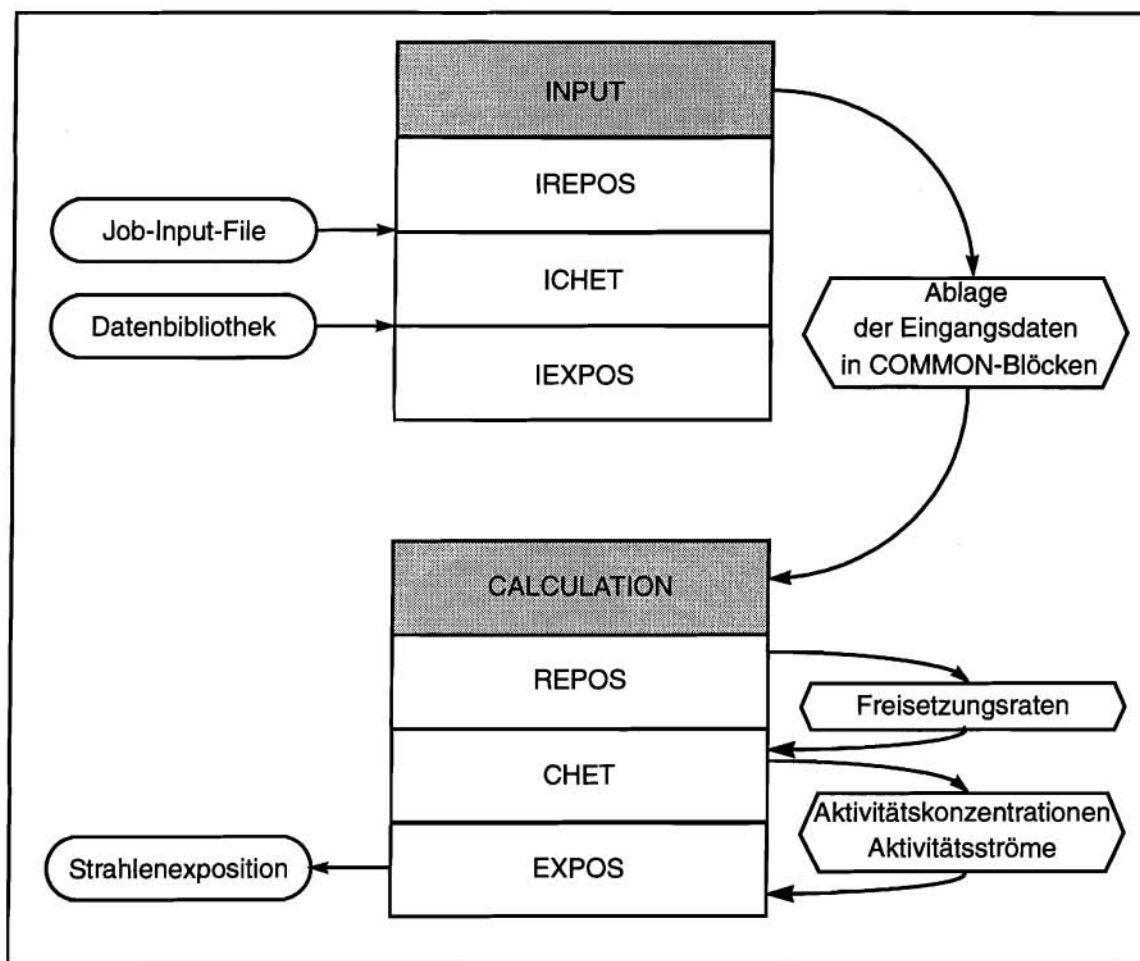 INPUT
IREPOS
Job-Input-File
ICHET
Datenbibliothek
IEXPOS
Ablage
der Eingangsdaten
in COMMON-Blöcken
CALCULATION
REPOS
Freisetzungsraten
CHET
Aktivitätskonzentrationen
Aktivitätsströme
Strahlenexposition
EXPOS